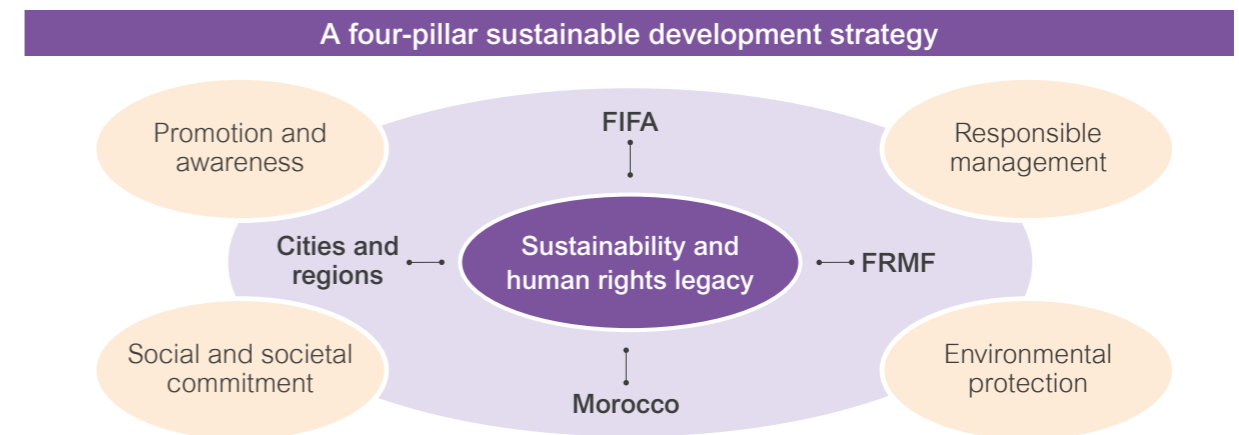 A four-pillar sustainable development strategy
Promotion and
awareness
FIFA
Responsible
management
Cities and
regions
Sustainability and
human rights legacy
FRMF
Social and societal
commitment
Morocco
Environmental
protection